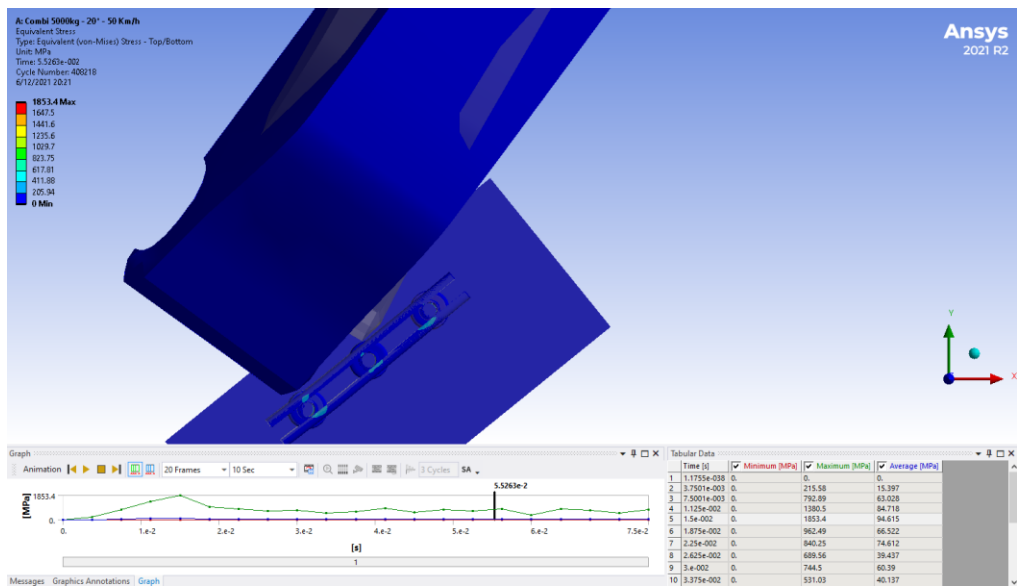 A: Combi 5000kg - 20° - 50 Km/h
Equivalent Stress
Type: Equivalent (von-Mises) Stress - Top/Bottom
Unit: MPa
Time: 5.5263e-002
Cycle Number: 408218
6/12/2021 20:21
1853.4 Max
1647.5
1441.6
1235.6
1029.7
823.75
617.81
411.88
205.94
0 Min
Ansys
2021 R2
Y
X
Graph
Animation 20 Frames 10 Sec 3 Cycles SA
5.5263e-2
1853.4
0.
[MPa]
0. 1.e-2 2.e-2 3.e-2 4.e-2 5.e-2 6.e-2 7.5e-2
[s]
1
Messages Graphics Annotations Graph
Tabular Data
Time [s] Minimum [MPa] Maximum [MPa] Average [MPa]
1 1.1755e-038 0. 0. 0.
2 3.7501e-003 0. 215.58 15.397
3 7.5001e-003 0. 792.89 63.028
4 1.125e-002 0. 1380.5 84.718
5 1.5e-002 0. 1853.4 94.615
6 1.875e-002 0. 962.49 66.522
7 2.25e-002 0. 840.25 74.612
8 2.625e-002 0. 689.56 39.437
9 3.e-002 0. 744.5 60.39
10 3.375e-002 0. 531.03 40.137